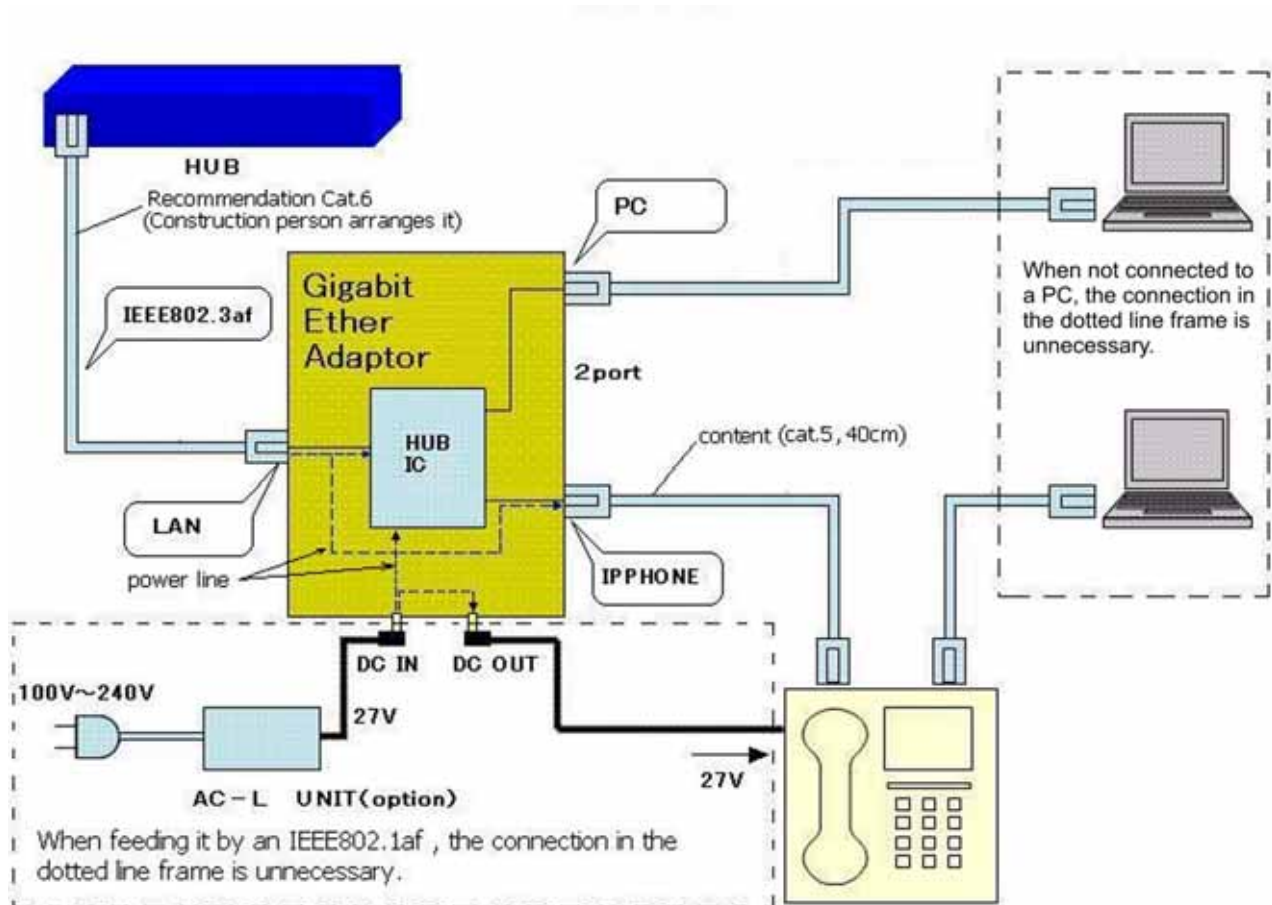 HUB
Recommendation Cat.6
(Construction person arranges it)
PC
IEEE802.3af
Gigabit
Ether
Adaptor
2port
When not connected to
a PC, the connection in
the dotted line frame is
unnecessary.
HUB
IC
content (cat.5, 40cm)
LAN
power line
IPPHONE
DC IN
DC OUT
100V～240V
27V
27V
AC-L UNIT(option)
When feeding it by an IEEE802.1af , the connection in the
dotted line frame is unnecessary.